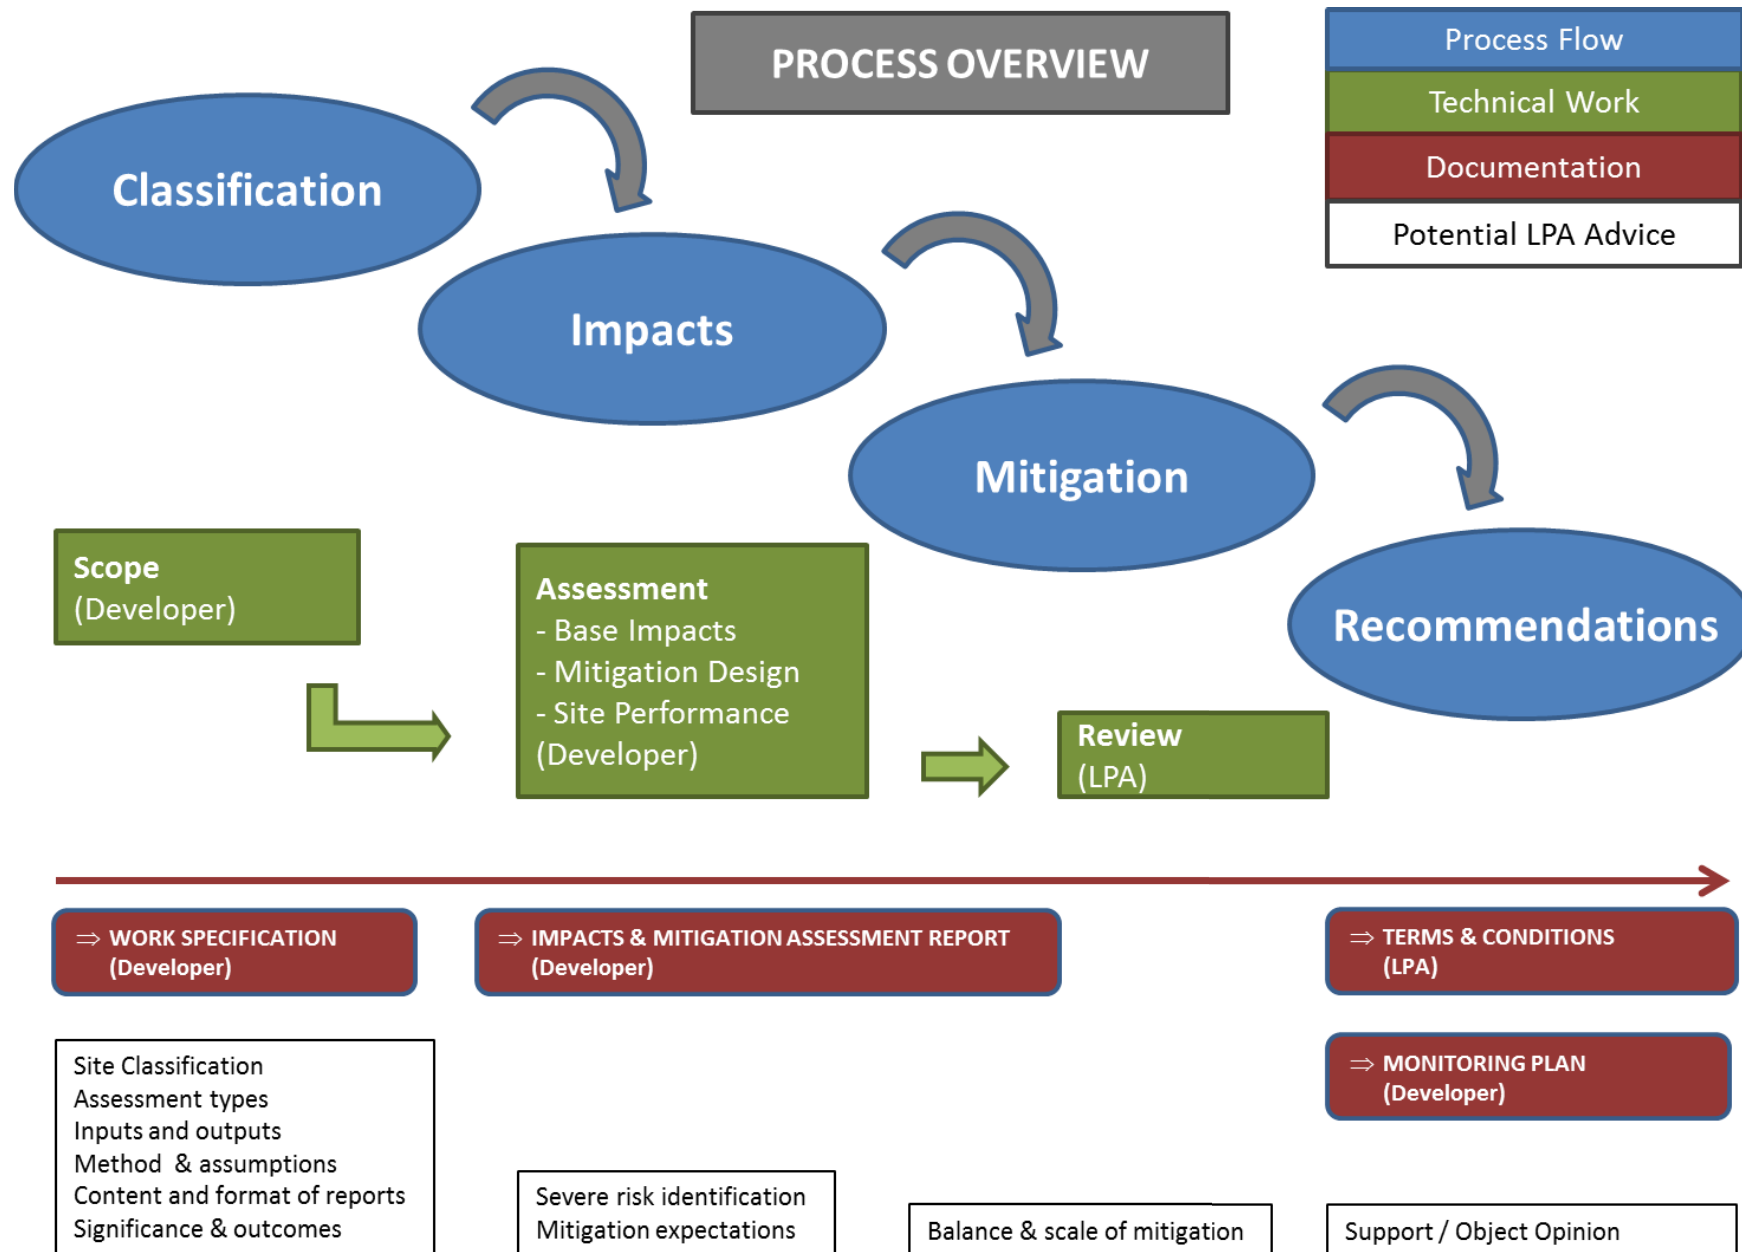 PROCESS OVERVIEW
Process Flow
Technical Work
Documentation
Potential LPA Advice
Classification
Impacts
Mitigation
Recommendations
Scope
(Developer)
Assessment
- Base Impacts
- Mitigation Design
- Site Performance
(Developer)
Review
(LPA)
⇒ WORK SPECIFICATION
(Developer)
⇒ IMPACTS & MITIGATION ASSESSMENT REPORT
(Developer)
⇒ TERMS & CONDITIONS
(LPA)
⇒ MONITORING PLAN
(Developer)
Site Classification
Assessment types
Inputs and outputs
Method & assumptions
Content and format of reports
Significance & outcomes
Severe risk identification
Mitigation expectations
Balance & scale of mitigation
Support / Object Opinion